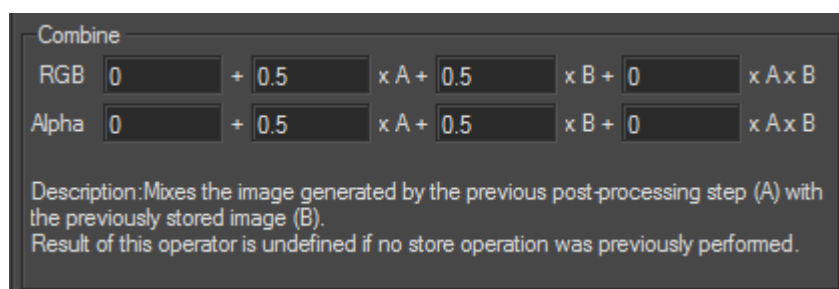 Combine
RGB 0 + 0.5 x A + 0.5 x B + 0 x A x B
Alpha 0 + 0.5 x A + 0.5 x B + 0 x A x B
Description:Mixes the image generated by the previous post-processing step (A) with
the previously stored image (B).
Result of this operator is undefined if no store operation was previously performed.